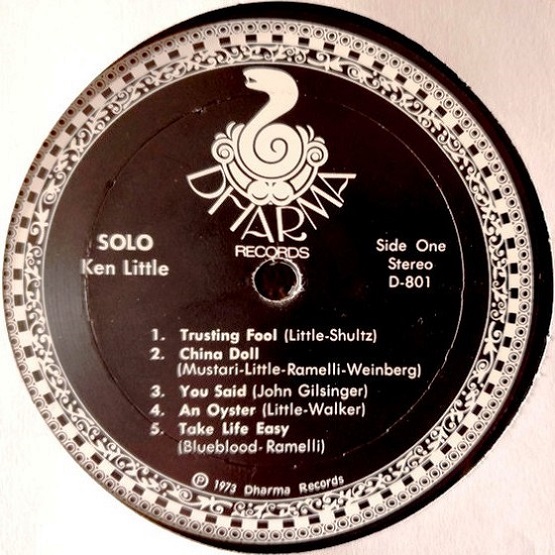 DHARMA
RECORDS
SOLO
Ken Little
Side One
Stereo
D-801
1. Trusting Fool (Little-Shultz)
2. China Doll
(Mustari-Little-Ramelli-Weinberg)
3. You Said (John Gilsinger)
4. An Oyster (Little-Walker)
5. Take Life Easy
(Blueblood-Ramelli)
℗ 1973 Dharma Records